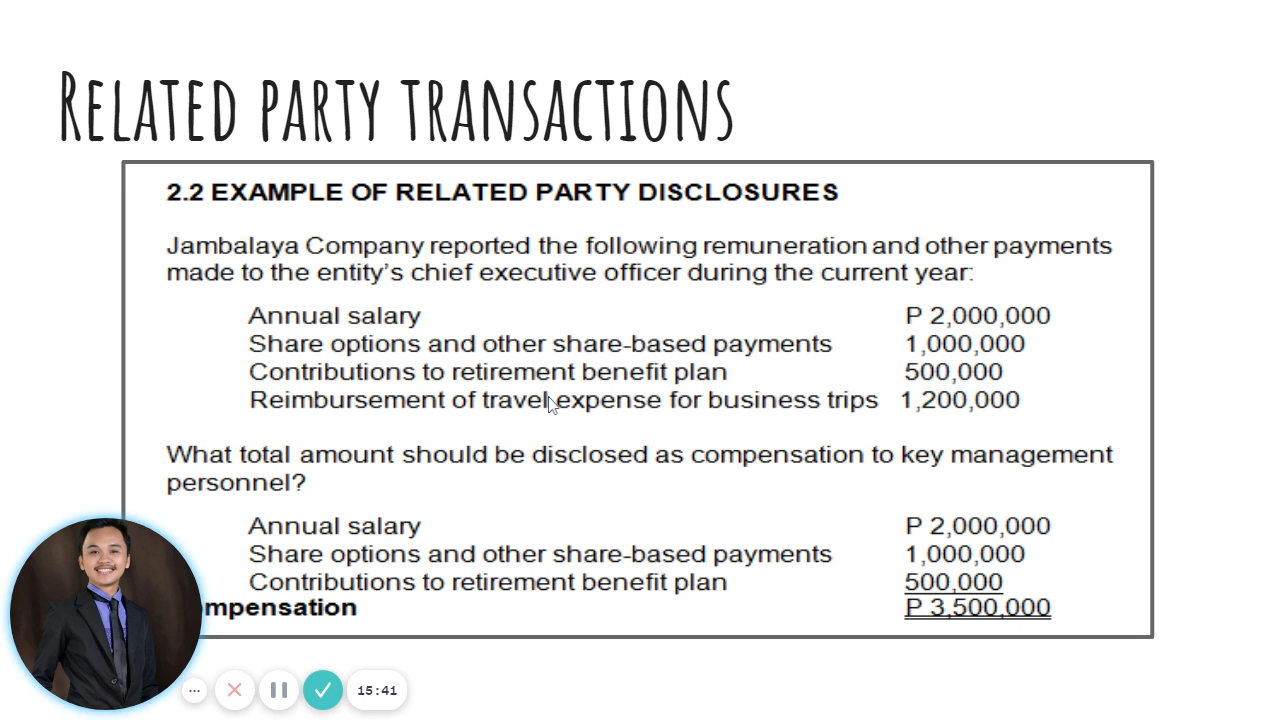 RELATED PARTY TRANSACTIONS
2.2 EXAMPLE OF RELATED PARTY DISCLOSURES
Jambalaya Company reported the following remuneration and other payments
made to the entity's chief executive officer during the current year:
Annual salary P 2,000,000
Share options and other share-based payments 1,000,000
Contributions to retirement benefit plan 500,000
Reimbursement of travel expense for business trips 1,200,000
What total amount should be disclosed as compensation to key management
personnel?
Annual salary P 2,000,000
Share options and other share-based payments 1,000,000
Contributions to retirement benefit plan 500,000
mpensation P 3,500,000
15:41